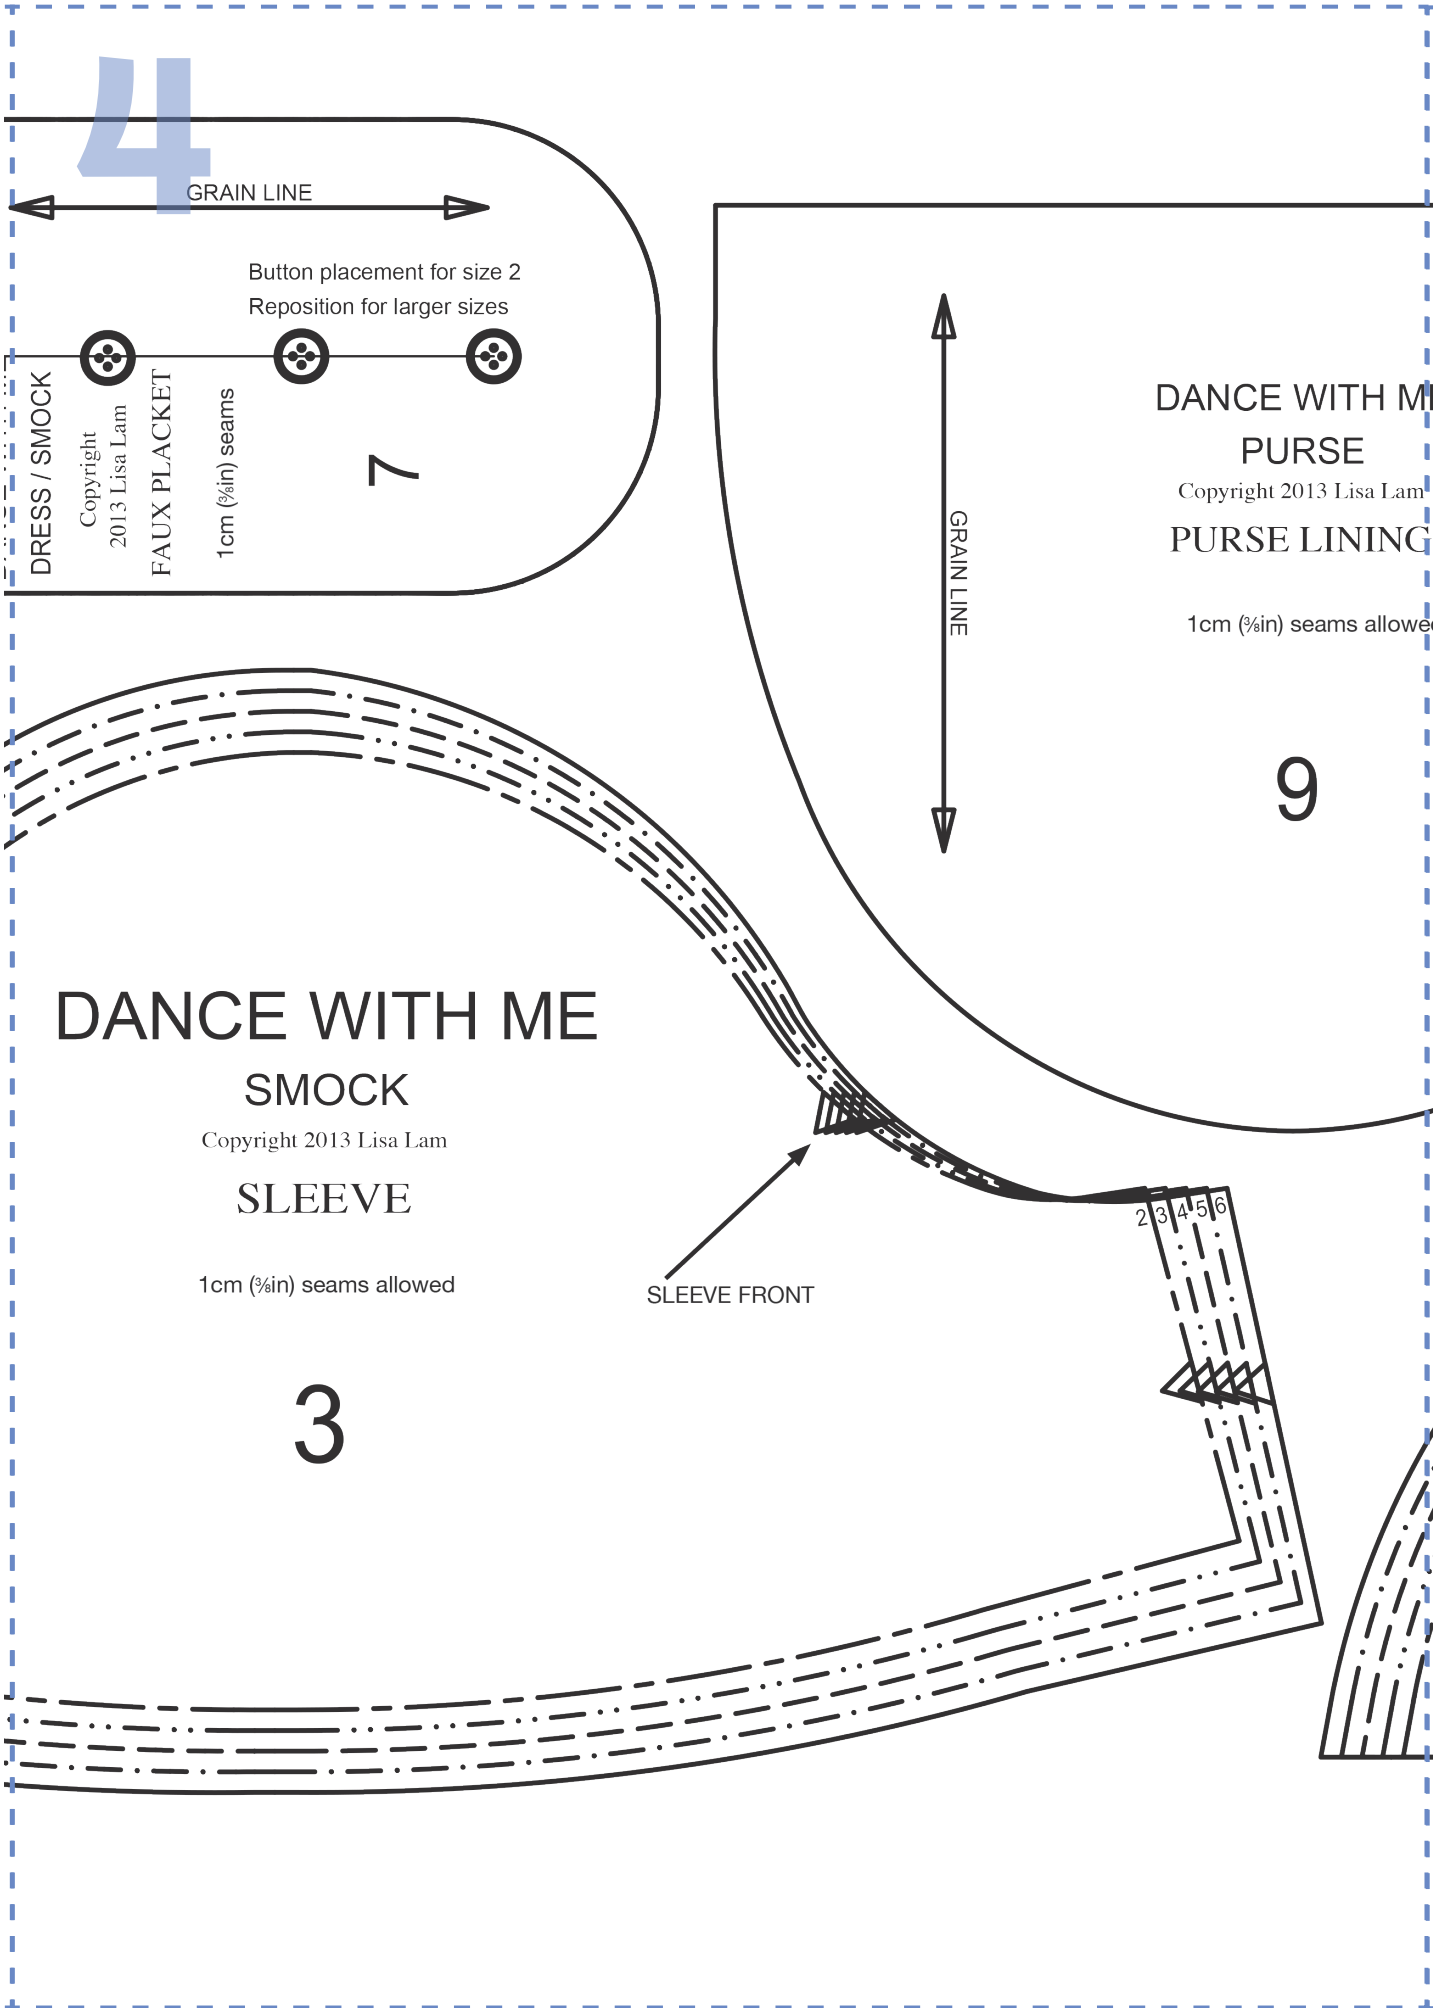 4
GRAIN LINE
Button placement for size 2
Reposition for larger sizes
DRESS / SMOCK
Copyright
2013 Lisa Lam
FAUX PLACKET
1cm (⅜in) seams
7
GRAIN LINE
DANCE WITH M
PURSE
Copyright 2013 Lisa Lam
PURSE LINING
1cm (⅜in) seams allowe
9
DANCE WITH ME
SMOCK
Copyright 2013 Lisa Lam
SLEEVE
1cm (⅜in) seams allowed
3
SLEEVE FRONT
2 3 4 5 6